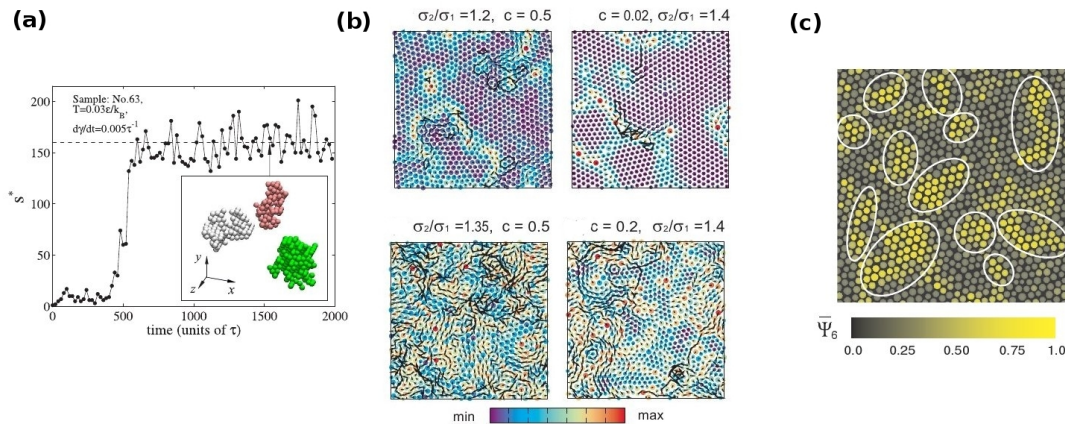 (a)
200
150
100
50
0
s*
Sample: No.63,
T=0.03ε/k_B,
dγ/dt=0.005τ⁻¹
y
z
x
0 500 1000 1500 2000
time (units of τ)
(b)
σ₂/σ₁=1.2, c = 0.5
c = 0.02, σ₂/σ₁=1.4
σ₂/σ₁=1.35, c = 0.5
c = 0.2, σ₂/σ₁=1.4
min max
(c)
Ψ̅₆
0.0 0.25 0.50 0.75 1.0